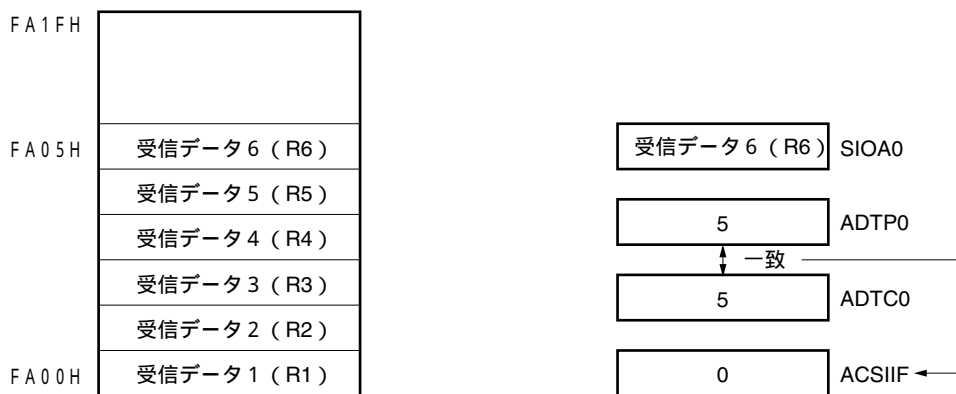 FA1FH
FA05H 受信データ6（R6） 受信データ6（R6） SIOA0
受信データ5（R5）
5 ADTP0
受信データ4（R4）
一致
受信データ3（R3）
5 ADTC0
受信データ2（R2）
FA00H 受信データ1（R1） 0 ACSIIF